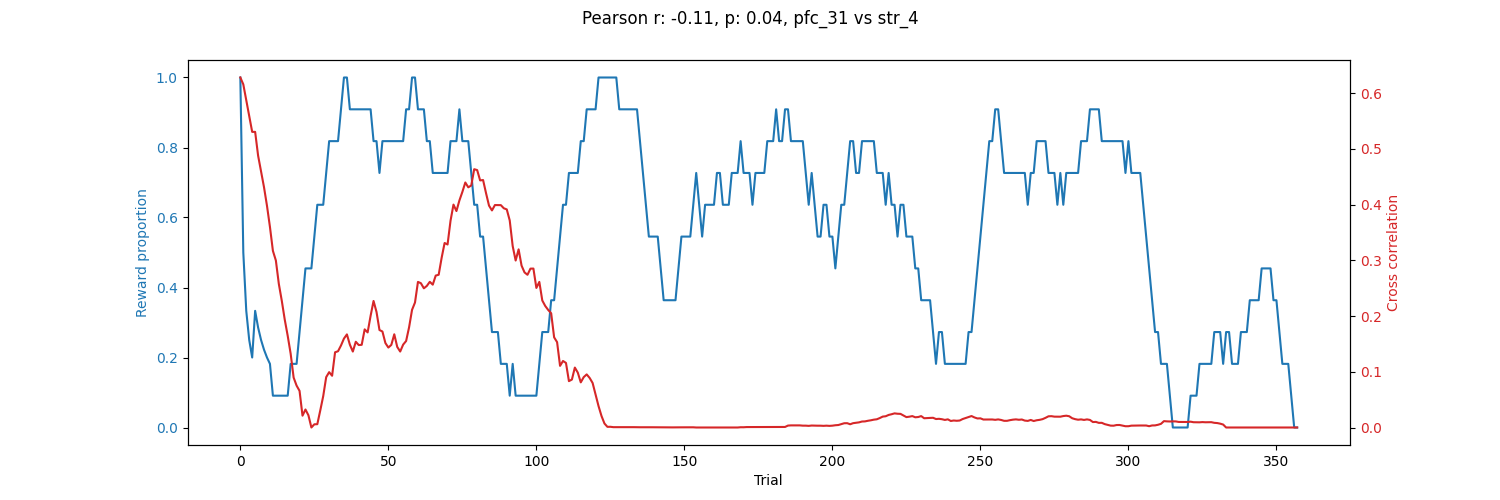 Pearson r: -0.11, p: 0.04, pfc_31 vs str_4
Reward proportion
1.0
0.8
0.6
0.4
0.2
0.0
0.6
0.5
0.4
0.3
0.2
0.1
0.0
Cross correlation
0 50 100 150 200 250 300 350
Trial